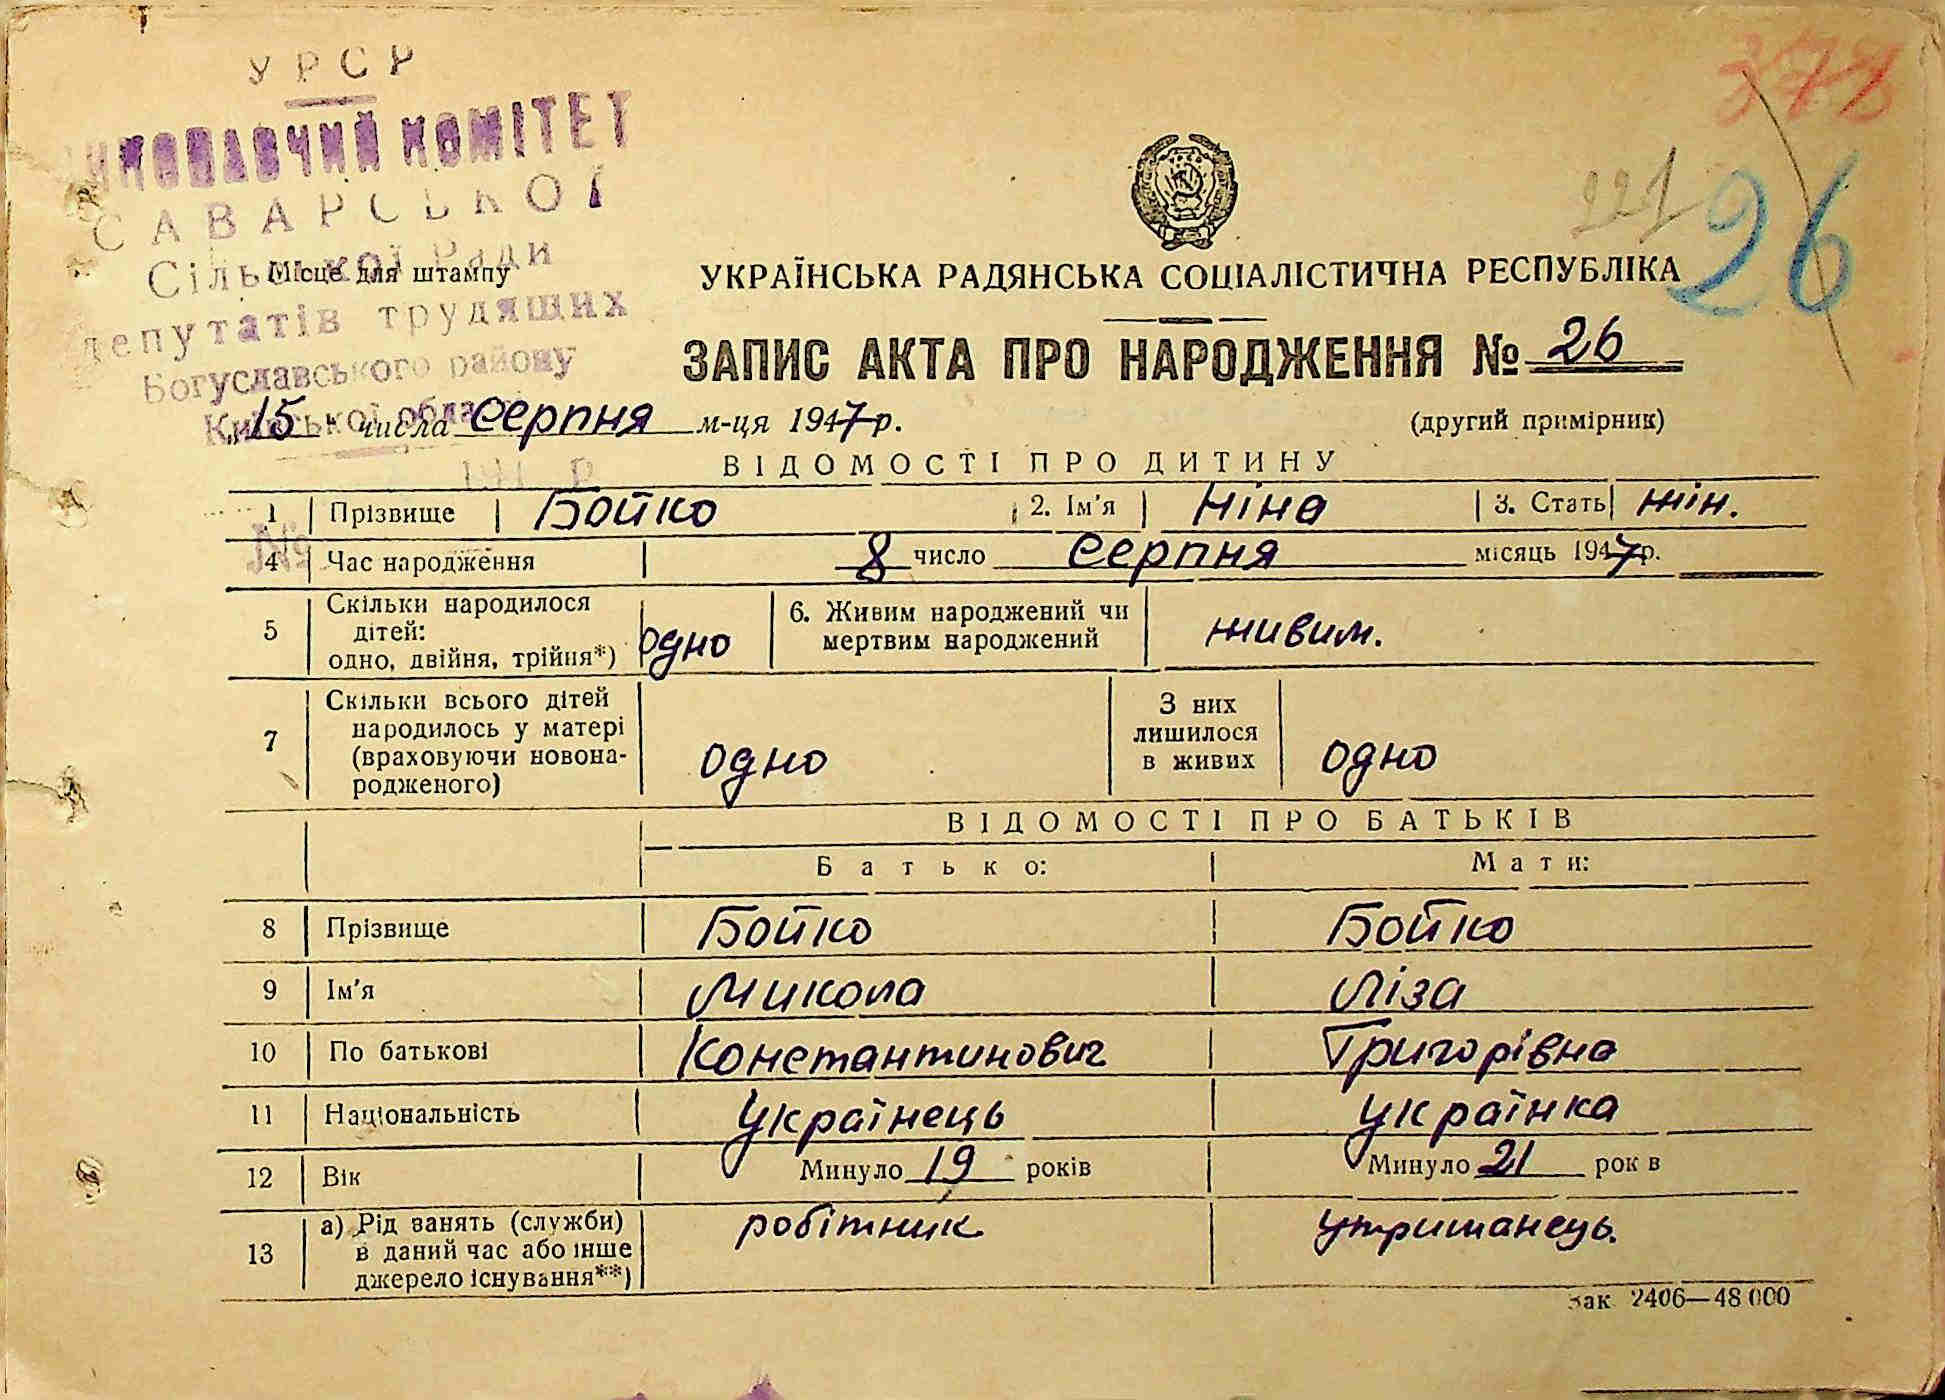 УРСР
ВИКОНАВЧИЙ КОМІТЕТ
САВАРСЬКОЇ
Сільської Ради
депутатів трудящих
Богуславського району
Київської області
194 р
№
Місце для штампу
371
221
26
УКРАЇНСЬКА РАДЯНСЬКА СОЦІАЛІСТИЧНА РЕСПУБЛІКА
ЗАПИС АКТА ПРО НАРОДЖЕННЯ № 26
„15" числа серпня м-ця 1947 р.
(другий примірник)
ВІДОМОСТІ ПРО ДИТИНУ
1 Прізвище Бойко 2. Ім'я Ніна 3. Стать жін.
4 Час народження 8 число серпня місяць 1947 р.
5 Скільки народилося дітей: одно, двійня, трійня*) одно 6. Живим народжений чи мертвим народжений живим.
7 Скільки всього дітей народилось у матері (враховуючи новонародженого) одно З них лишилося в живих одно
ВІДОМОСТІ ПРО БАТЬКІВ
Батько: Мати:
8 Прізвище Бойко Бойко
9 Ім'я Микола Ліза
10 По батькові Константинович Григорівна
11 Національність Українець українка
12 Вік Минуло 19 років Минуло 21 рок в
13 а) Рід занять (служби) в даний час або інше джерело існування**) робітник утриманець.
Зак. 2406—48 000